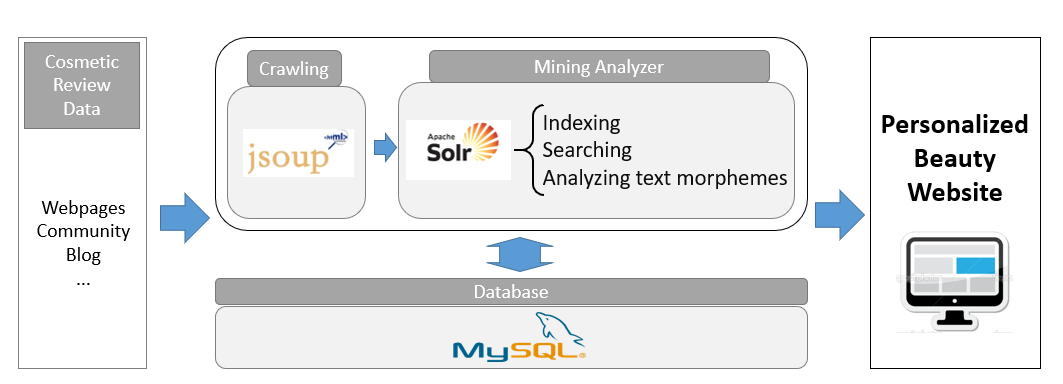 Cosmetic
Review
Data
Webpages
Community
Blog
...
Crawling
jsoup
Mining Analyzer
Apache
Solr
Indexing
Searching
Analyzing text morphemes
Database
MySQL®
Personalized
Beauty
Website